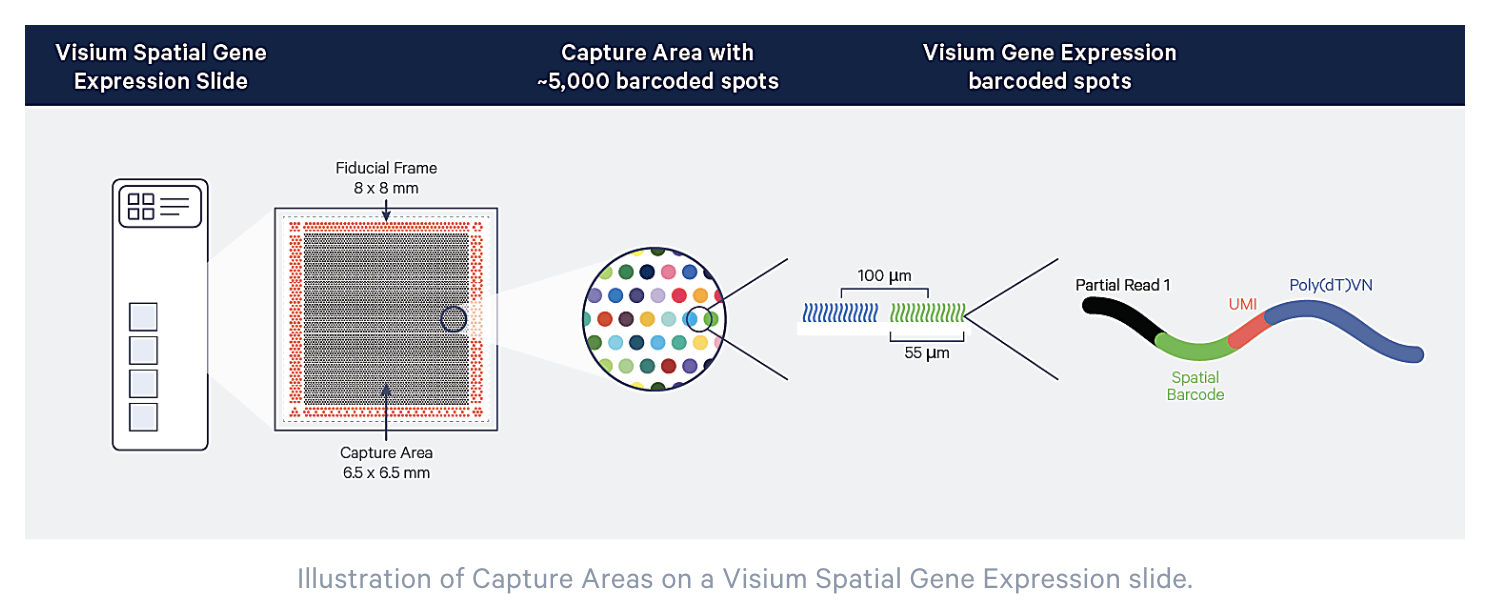 Visium Spatial Gene
Expression Slide
Capture Area with
~5,000 barcoded spots
Visium Gene Expression
barcoded spots
Fiducial Frame
8 x 8 mm
Capture Area
6.5 x 6.5 mm
100 µm
55 µm
Partial Read 1
Spatial
Barcode
UMI
Poly(dT)VN
Illustration of Capture Areas on a Visium Spatial Gene Expression slide.